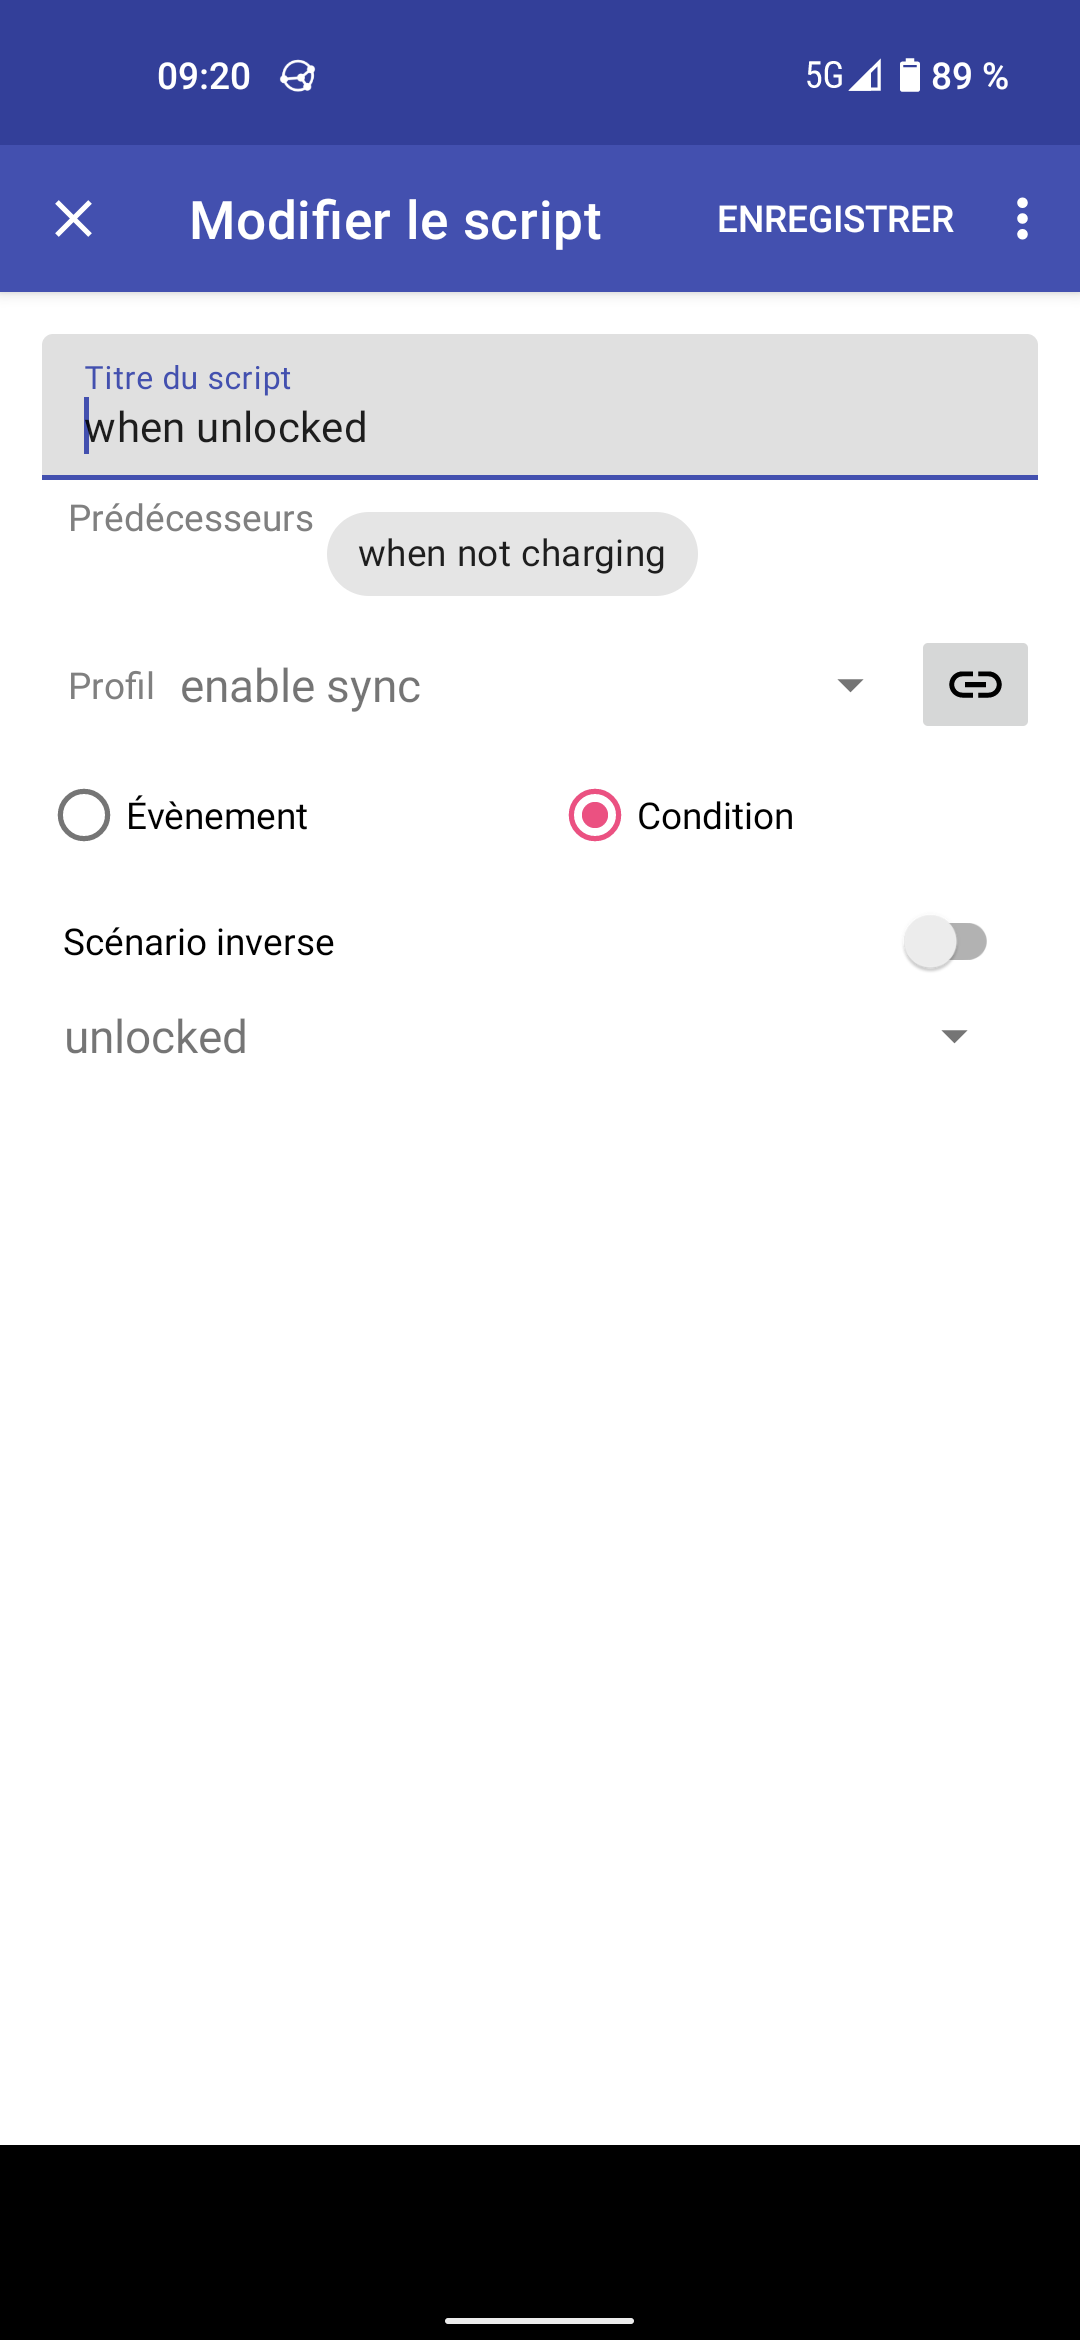 09:20 5G 89 %
Modifier le script ENREGISTRER
Titre du script
when unlocked
Prédécesseurs
when not charging
Profil enable sync
Évènement Condition
Scénario inverse
unlocked